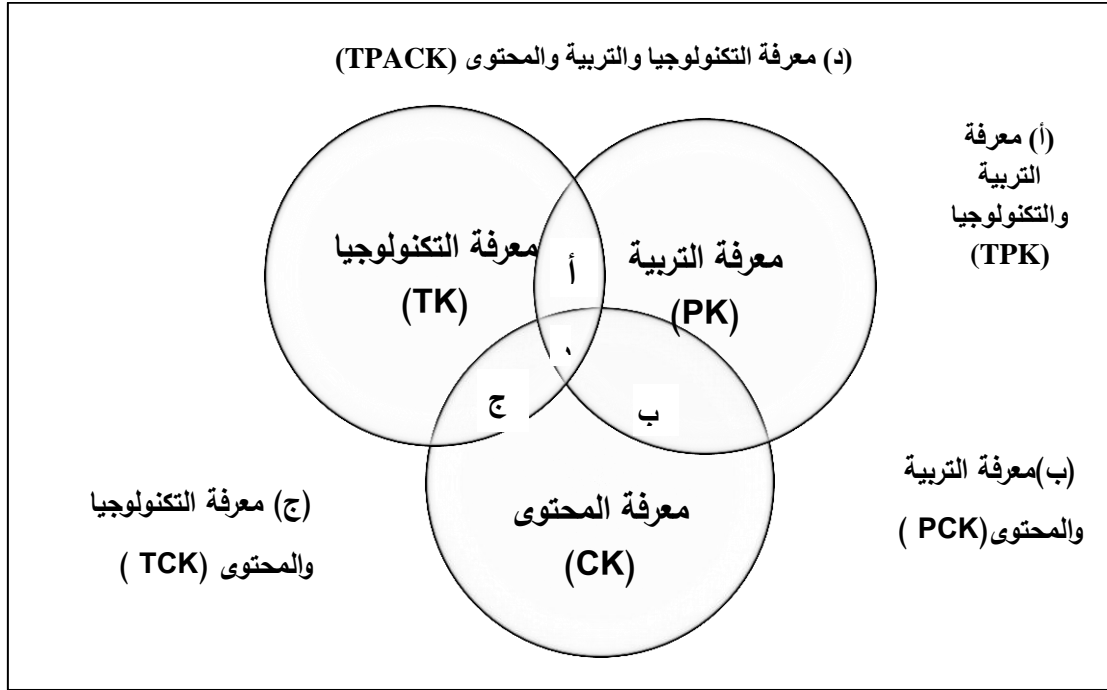 (د) معرفة التكنولوجيا والتربية والمحتوى (TPACK)
(أ) معرفة
التربية
والتكنولوجيا
(TPK)
معرفة التربية
(PK)
معرفة التكنولوجيا
(TK)
أ
ب
ج
معرفة المحتوى
(CK)
(ب)معرفة التربية
والمحتوى(PCK )
(ج) معرفة التكنولوجيا
والمحتوى (TCK )